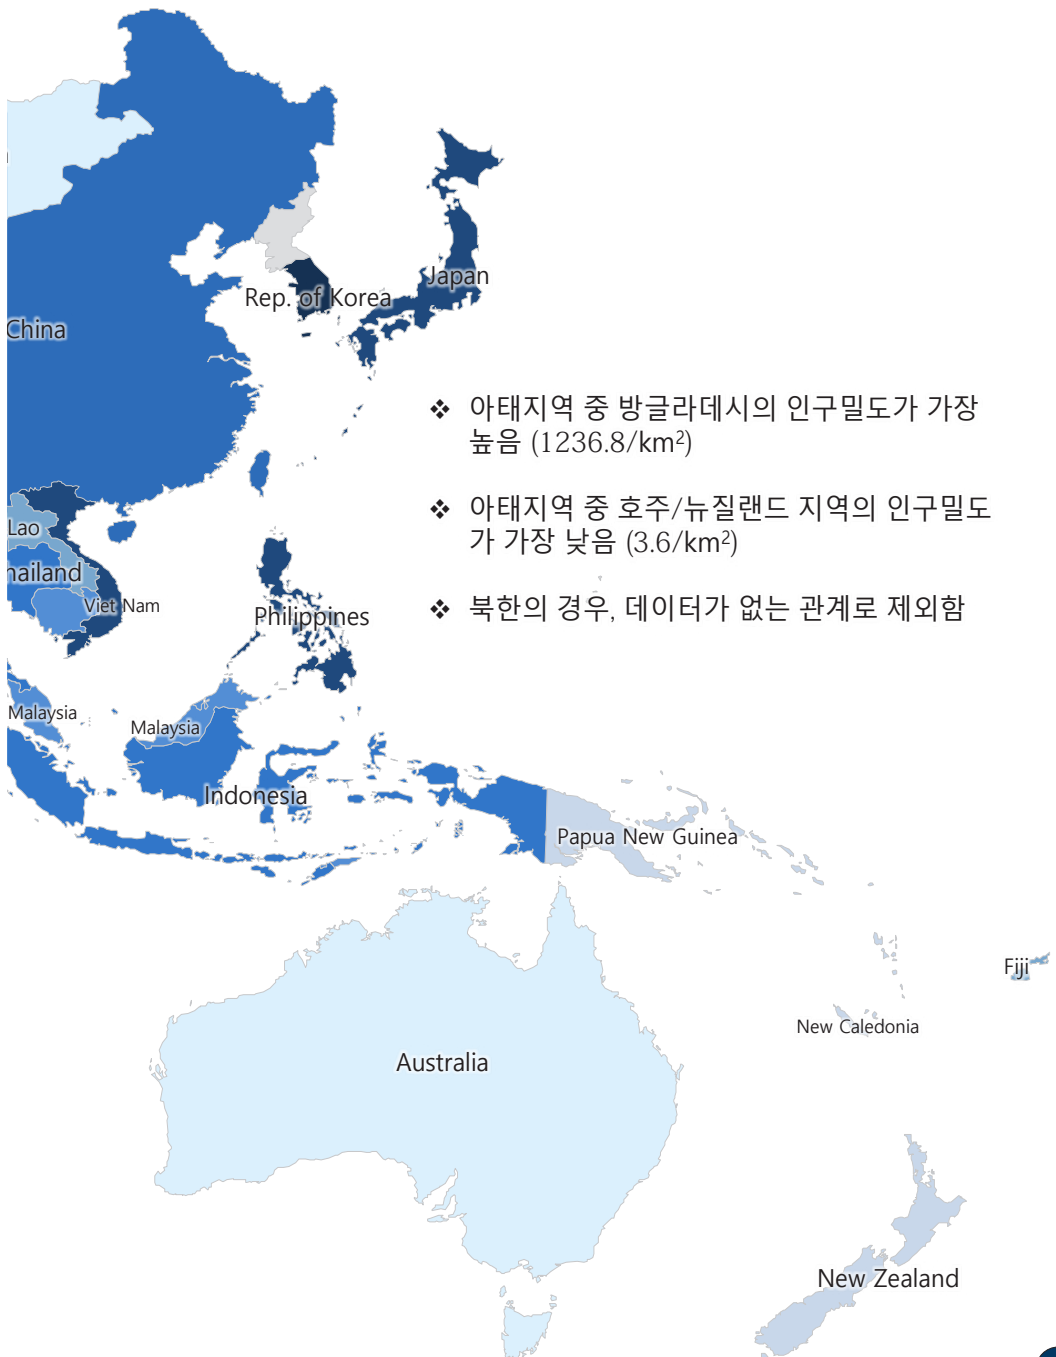 Japan
Rep. of Korea
China
❖ 아태지역 중 방글라데시의 인구밀도가 가장
높음 (1236.8/km²)
❖ 아태지역 중 호주/뉴질랜드 지역의 인구밀도
가 가장 낮음 (3.6/km²)
Lao
hailand
Viet Nam
Philippines
❖ 북한의 경우, 데이터가 없는 관계로 제외함
Malaysia
Malaysia
Indonesia
Papua New Guinea
Fiji
New Caledonia
Australia
New Zealand